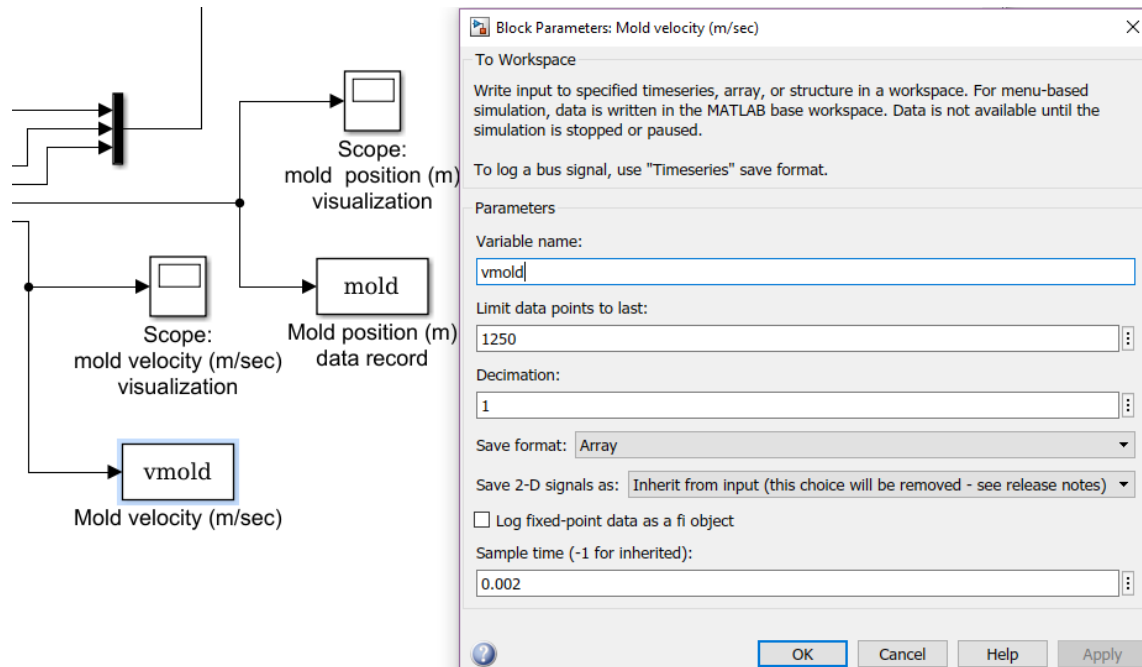 Scope:
mold  position (m)
visualization
mold
Mold position (m)
data record
Scope:
mold velocity (m/sec)
visualization
vmold
Mold velocity (m/sec)
Block Parameters: Mold velocity (m/sec)
To Workspace
Write input to specified timeseries, array, or structure in a workspace. For menu-based
simulation, data is written in the MATLAB base workspace. Data is not available until the
simulation is stopped or paused.
To log a bus signal, use "Timeseries" save format.
Parameters
Variable name:
vmold
Limit data points to last:
1250
Decimation:
1
Save format: Array
Save 2-D signals as: Inherit from input (this choice will be removed - see release notes)
Log fixed-point data as a fi object
Sample time (-1 for inherited):
0.002
? OK Cancel Help Apply